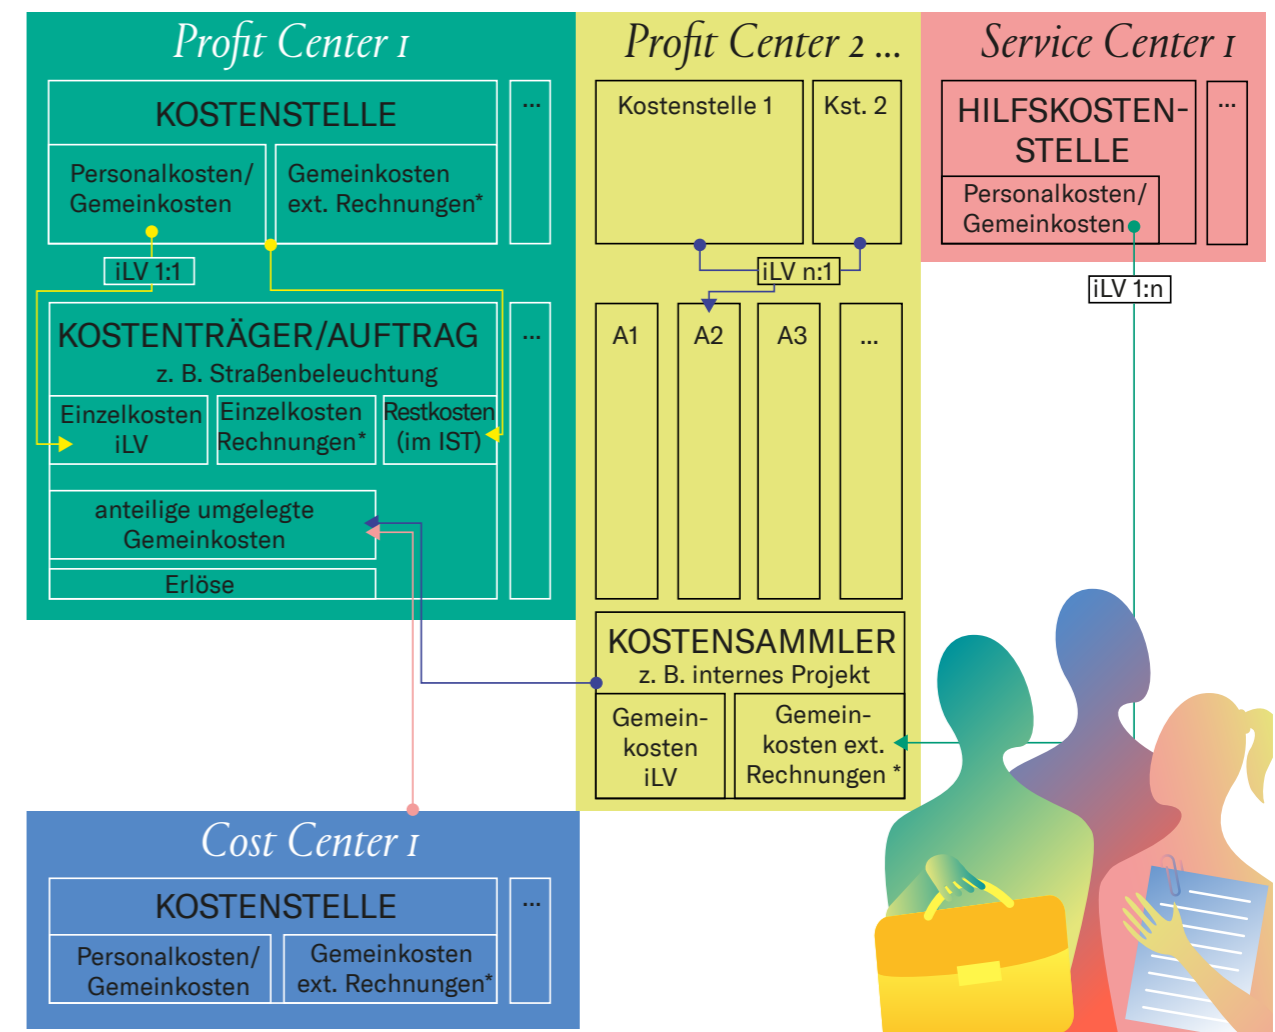 Profit Center 1
KOSTENSTELLE
...
Personalkosten/
Gemeinkosten
Gemeinkosten
ext. Rechnungen*
iLV 1:1
KOSTENTRÄGER/AUFTRAG
z. B. Straßenbeleuchtung
...
Einzelkosten
iLV
Einzelkosten
Rechnungen*
Restkosten
(im IST)
anteilige umgelegte
Gemeinkosten
Erlöse
Profit Center 2 ...
Kostenstelle 1
Kst. 2
iLV n:1
A1
A2
A3
...
KOSTENSAMMLER
z. B. internes Projekt
Gemein-
kosten
iLV
Gemein-
kosten ext.
Rechnungen *
Service Center 1
HILFSKOSTEN-
STELLE
...
Personalkosten/
Gemeinkosten
iLV 1:n
Cost Center 1
KOSTENSTELLE
...
Personalkosten/
Gemeinkosten
Gemeinkosten
ext. Rechnungen*